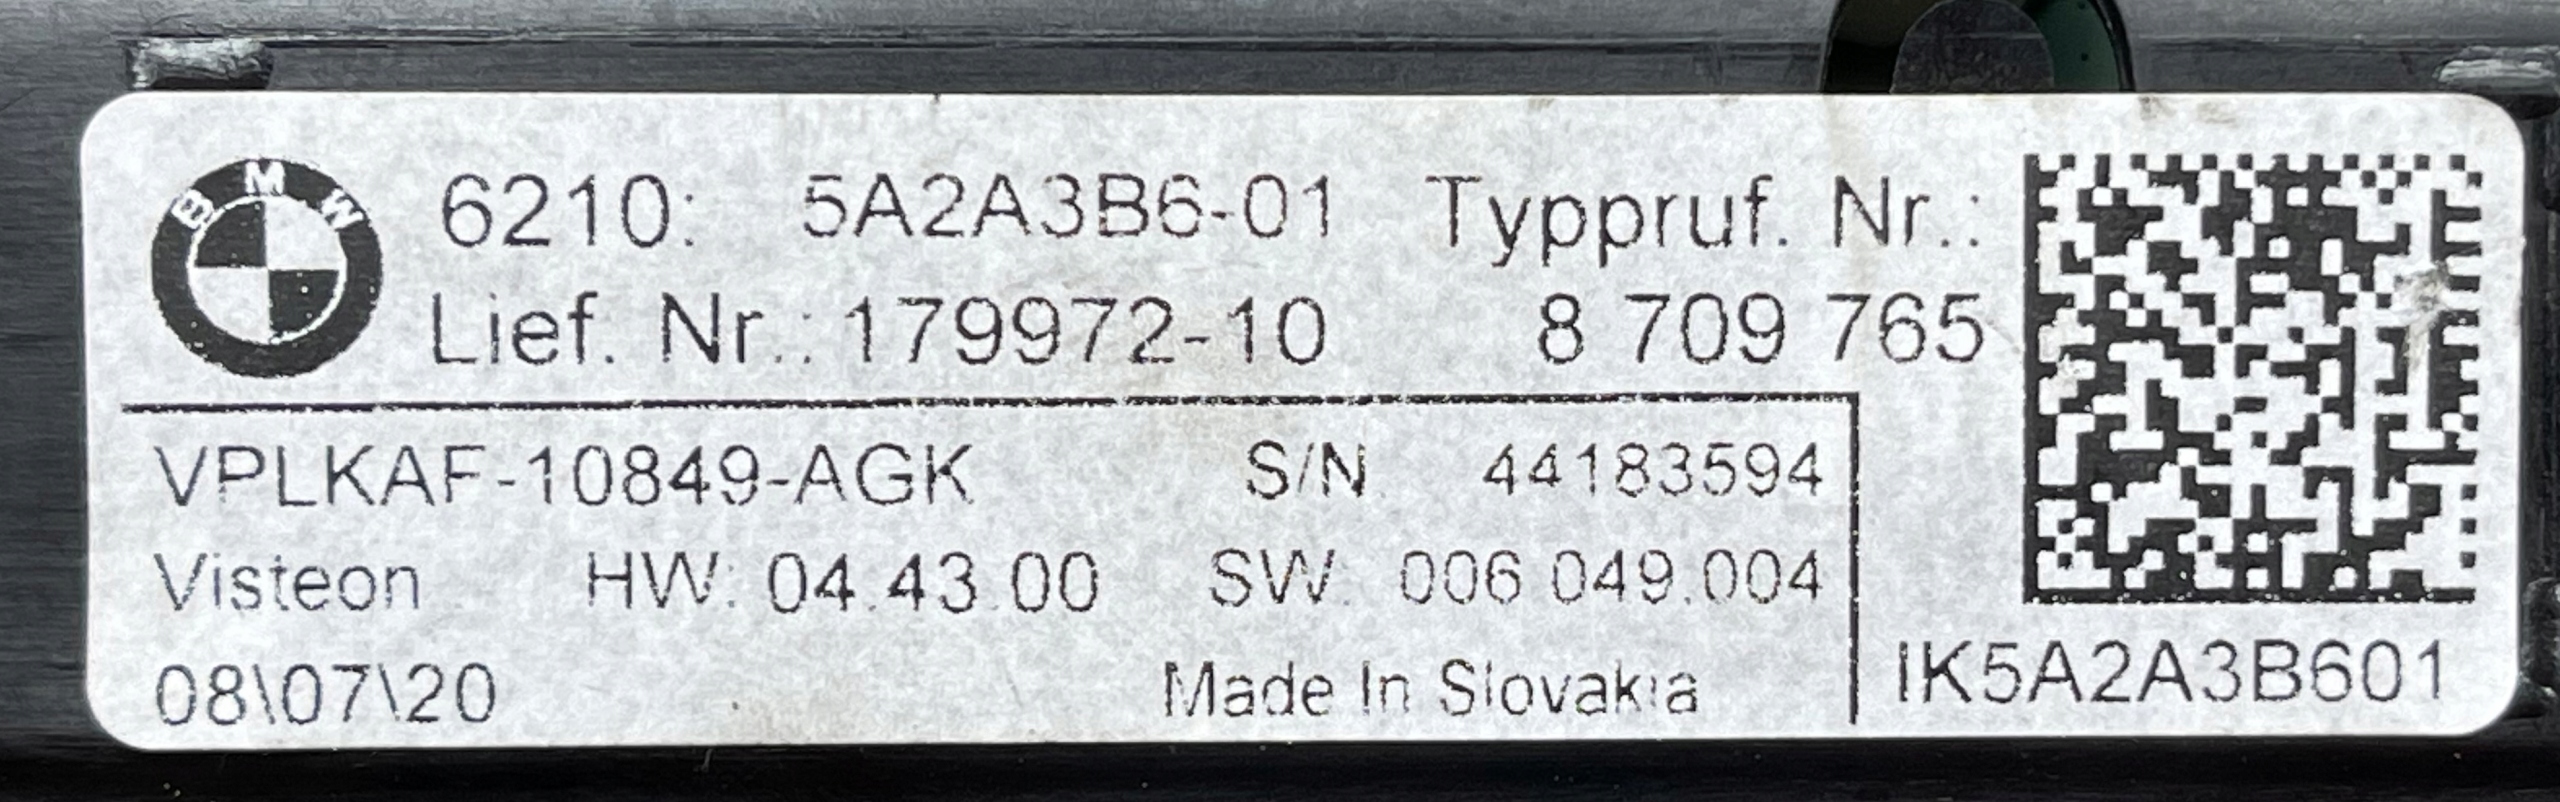 BMW
6210: 5A2A3B6-01 Typpruf. Nr.:
Lief. Nr.: 179972-10 8 709 765
VPLKAF-10849-AGK S/N. 44183594
Visteon HW: 04.43.00 SW: 006.049.004
08\07\20 Made In Slovakia
IK5A2A3B601